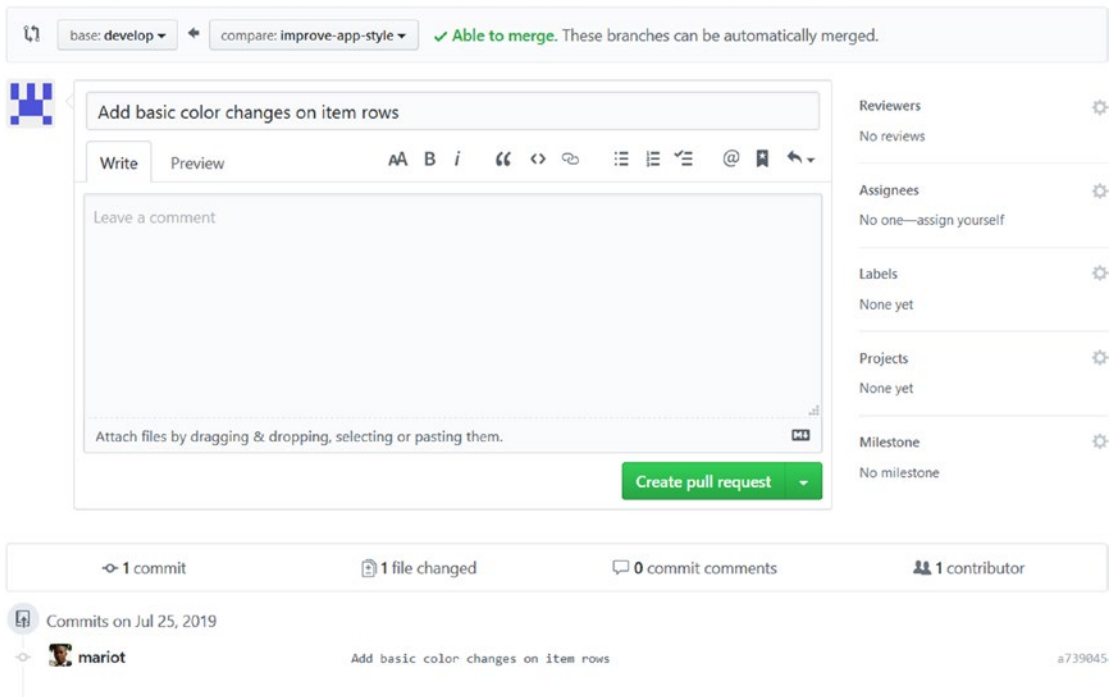 base: develop compare: improve-app-style Able to merge. These branches can be automatically merged.
Add basic color changes on item rows
Write Preview AA B i
Leave a comment
Attach files by dragging & dropping, selecting or pasting them.
Create pull request
Reviewers
No reviews
Assignees
No one—assign yourself
Labels
None yet
Projects
None yet
Milestone
No milestone
1 commit 1 file changed 0 commit comments 1 contributor
Commits on Jul 25, 2019
mariot Add basic color changes on item rows a739045